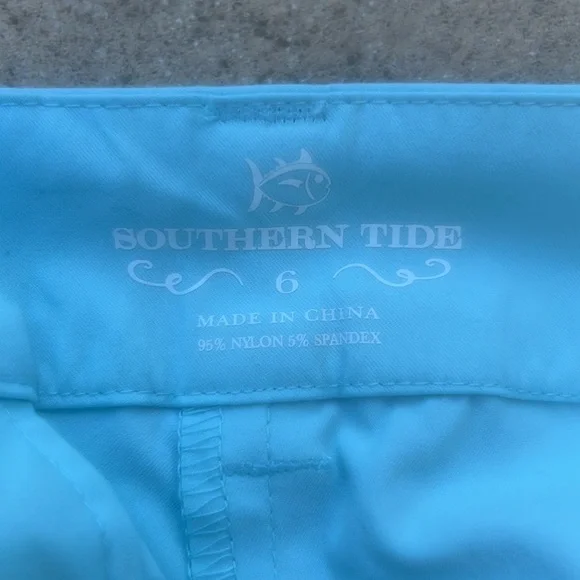 SOUTHERN TIDE
6
MADE IN CHINA
95% NYLON 5% SPANDEX